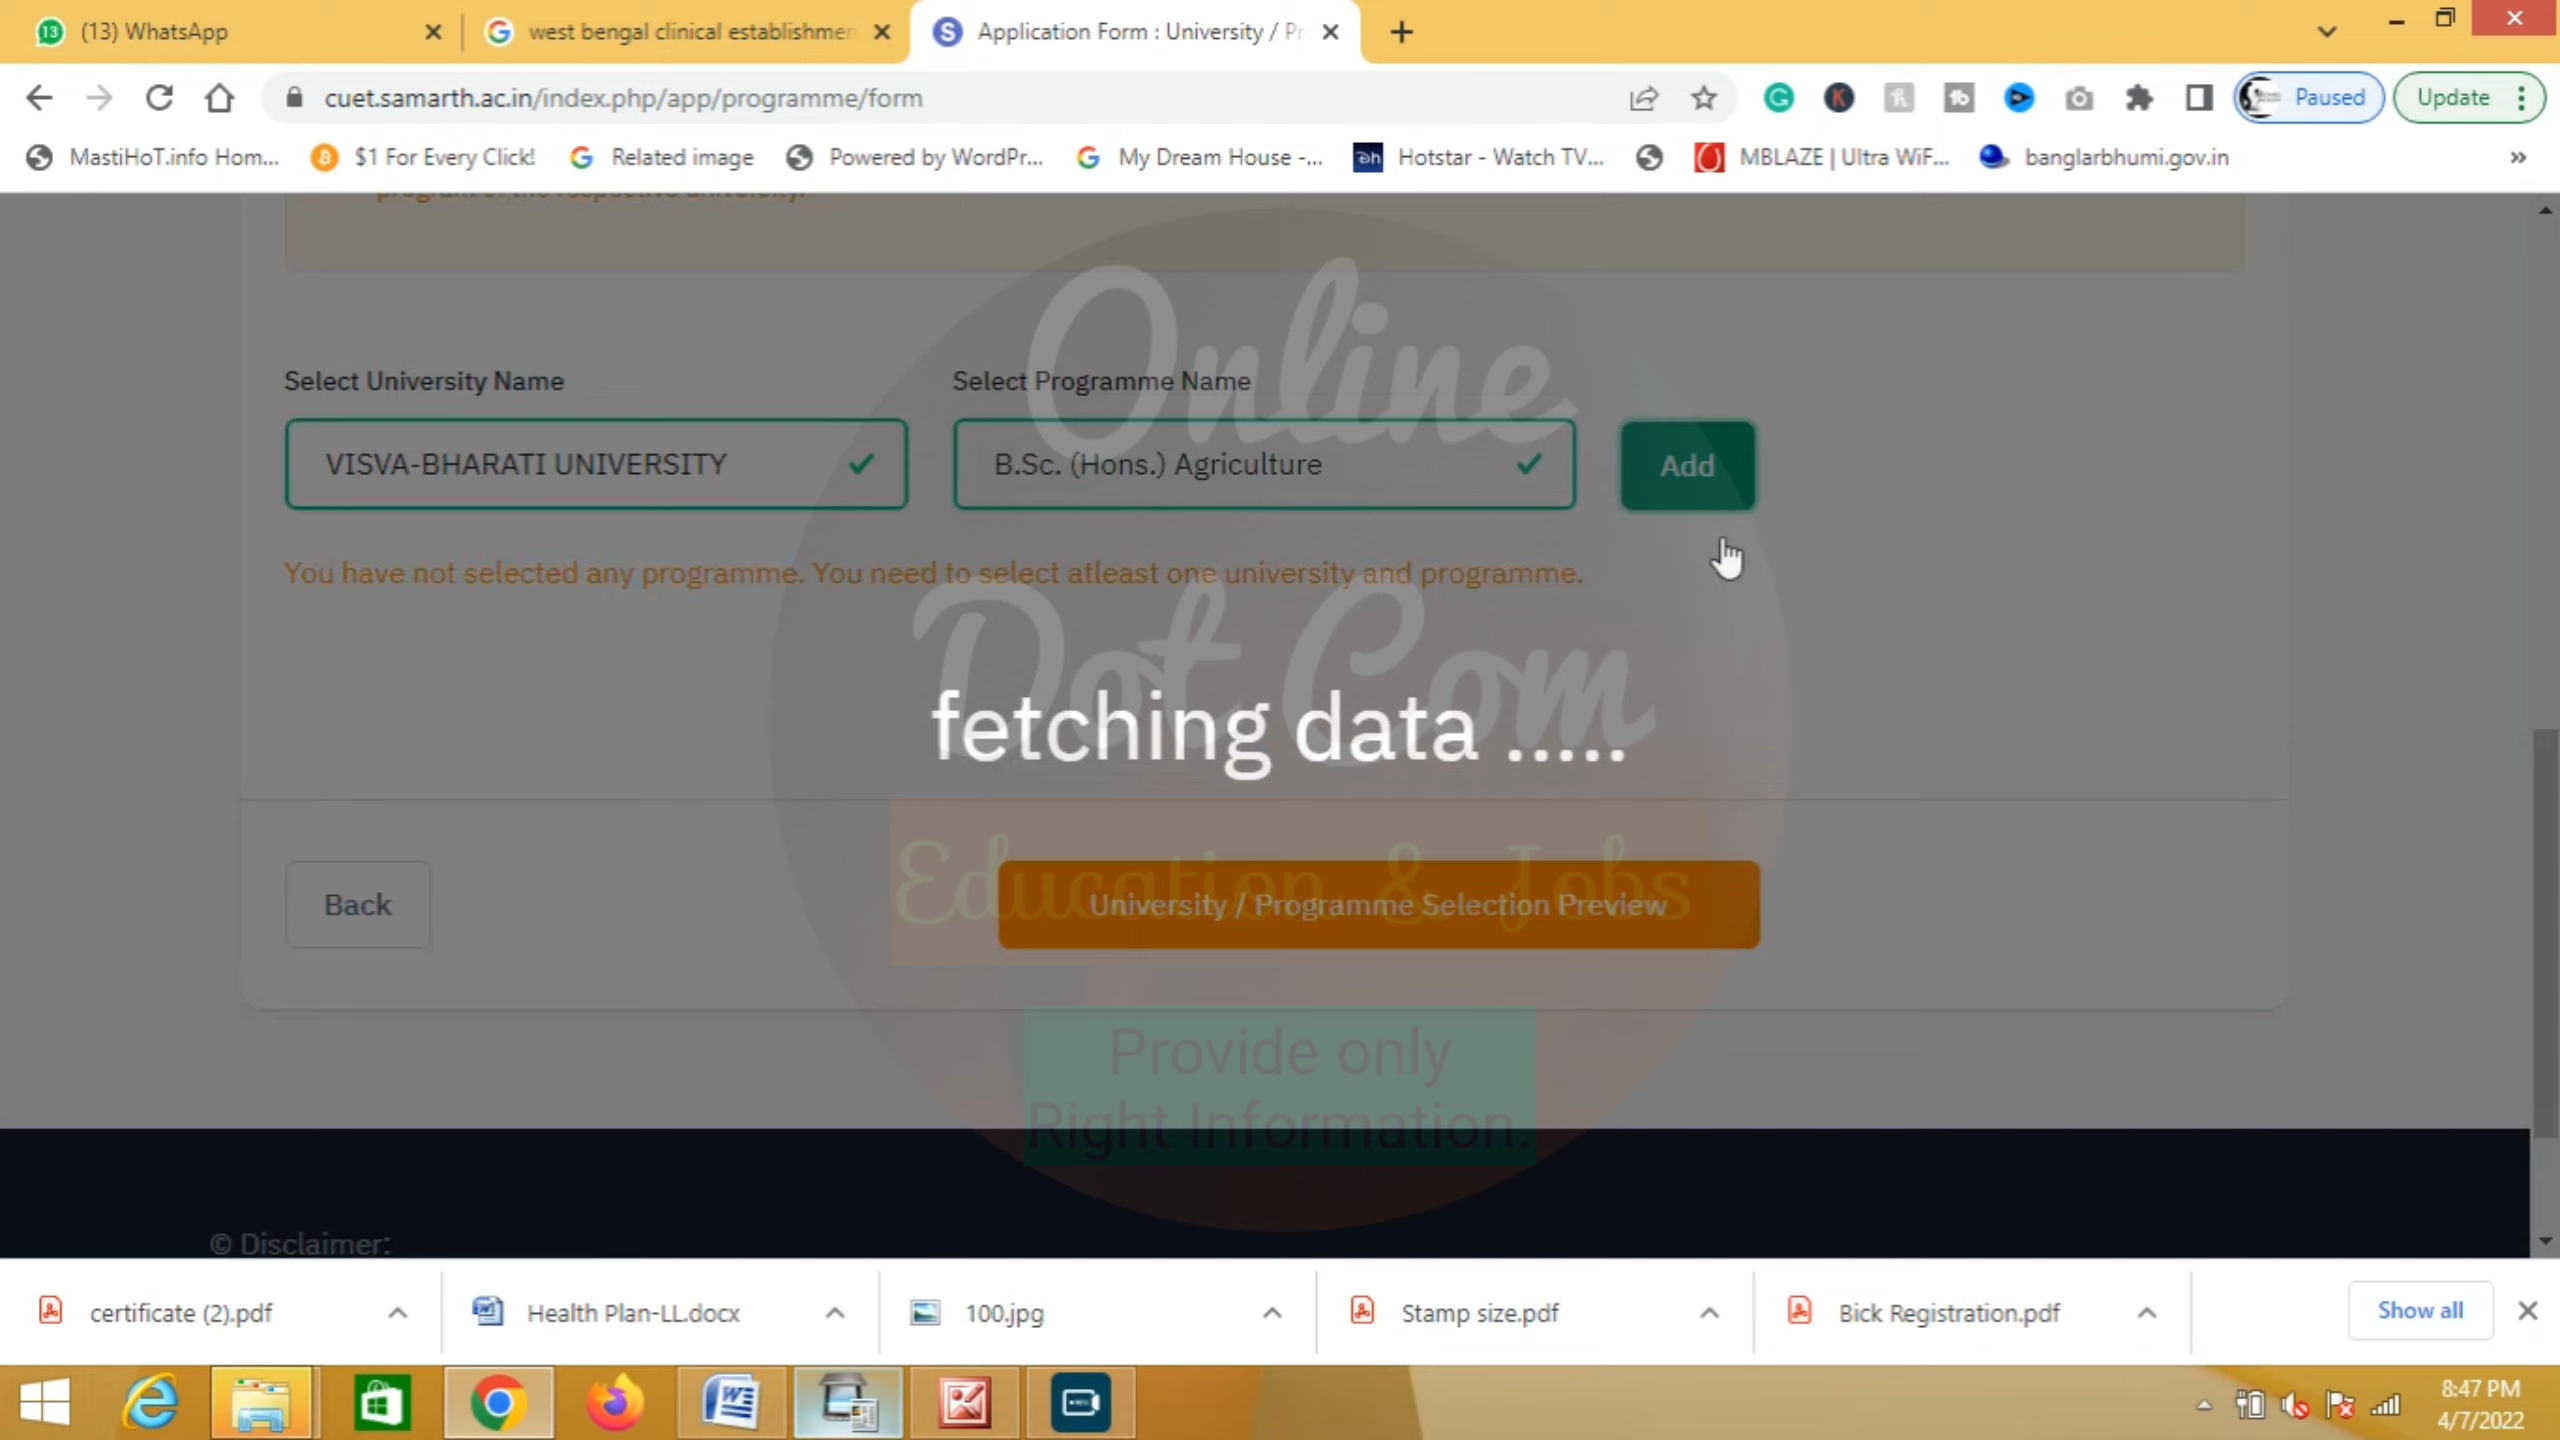 (13) WhatsApp
west bengal clinical establishmen
Application Form : University / Pr
cuet.samarth.ac.in/index.php/app/programme/form
Paused
Update
MastiHoT.info Hom...
$1 For Every Click!
Related image
Powered by WordPr...
My Dream House -...
Hotstar - Watch TV...
MBLAZE | Ultra WiF...
banglarbhumi.gov.in
»
Online
Select University Name
Select Programme Name
VISVA-BHARATI UNIVERSITY
B.Sc. (Hons.) Agriculture
Add
You have not selected any programme. You need to select atleast one university and programme.
Dot Com
fetching data .....
Education & Jobs
Back
University / Programme Selection Preview
Provide only
Right Information.
© Disclaimer:
certificate (2).pdf
Health Plan-LL.docx
100.jpg
Stamp size.pdf
Bick Registration.pdf
Show all
8:47 PM
4/7/2022